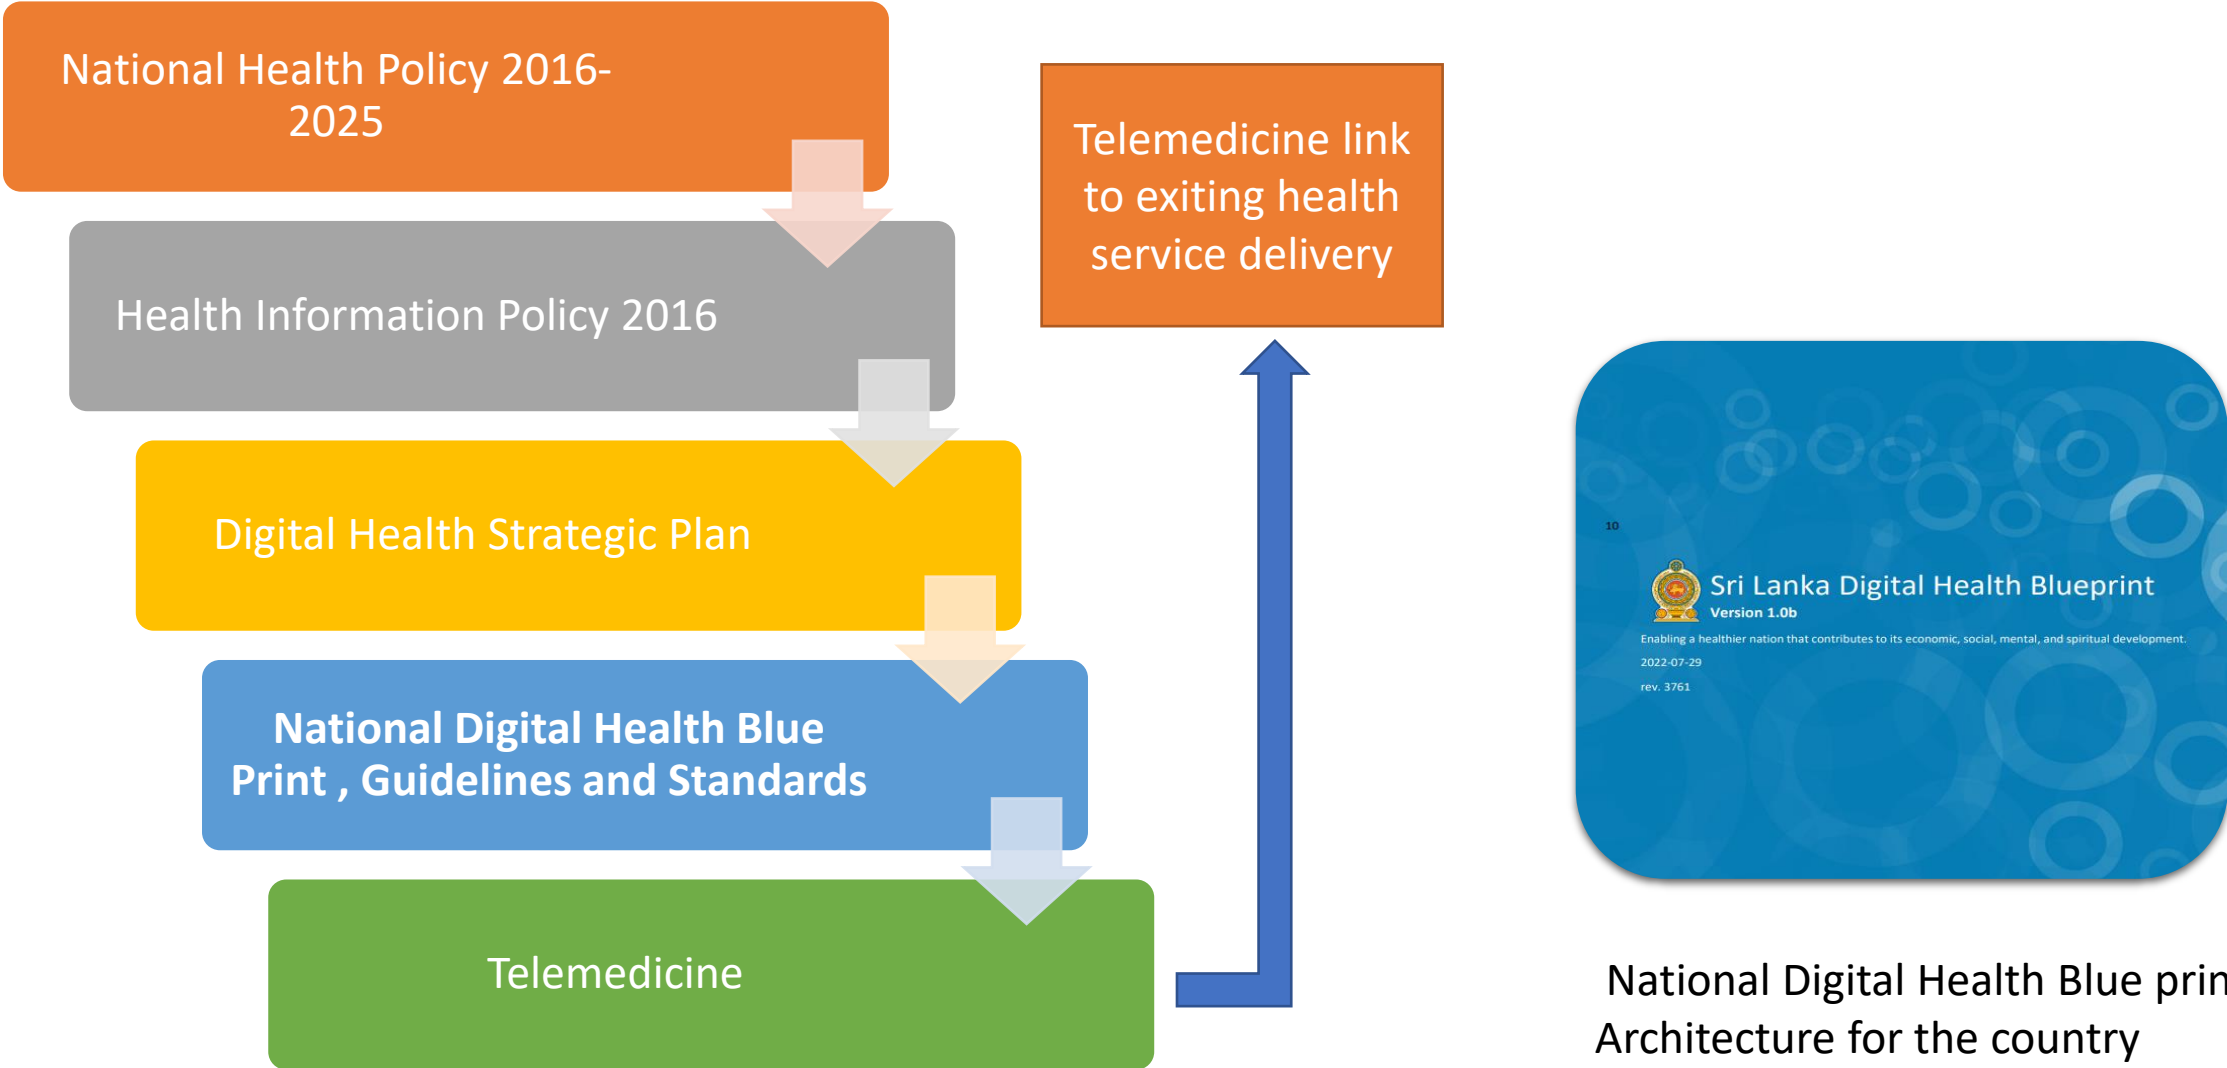 National Health Policy 2016-
2025
Health Information Policy 2016
Digital Health Strategic Plan
National Digital Health Blue
Print , Guidelines and Standards
Telemedicine
Telemedicine link
to exiting health
service delivery
10
Sri Lanka Digital Health Blueprint
Version 1.0b
Enabling a healthier nation that contributes to its economic, social, mental, and spiritual development.
2022-07-29
rev. 3761
National Digital Health Blue prin
Architecture for the country